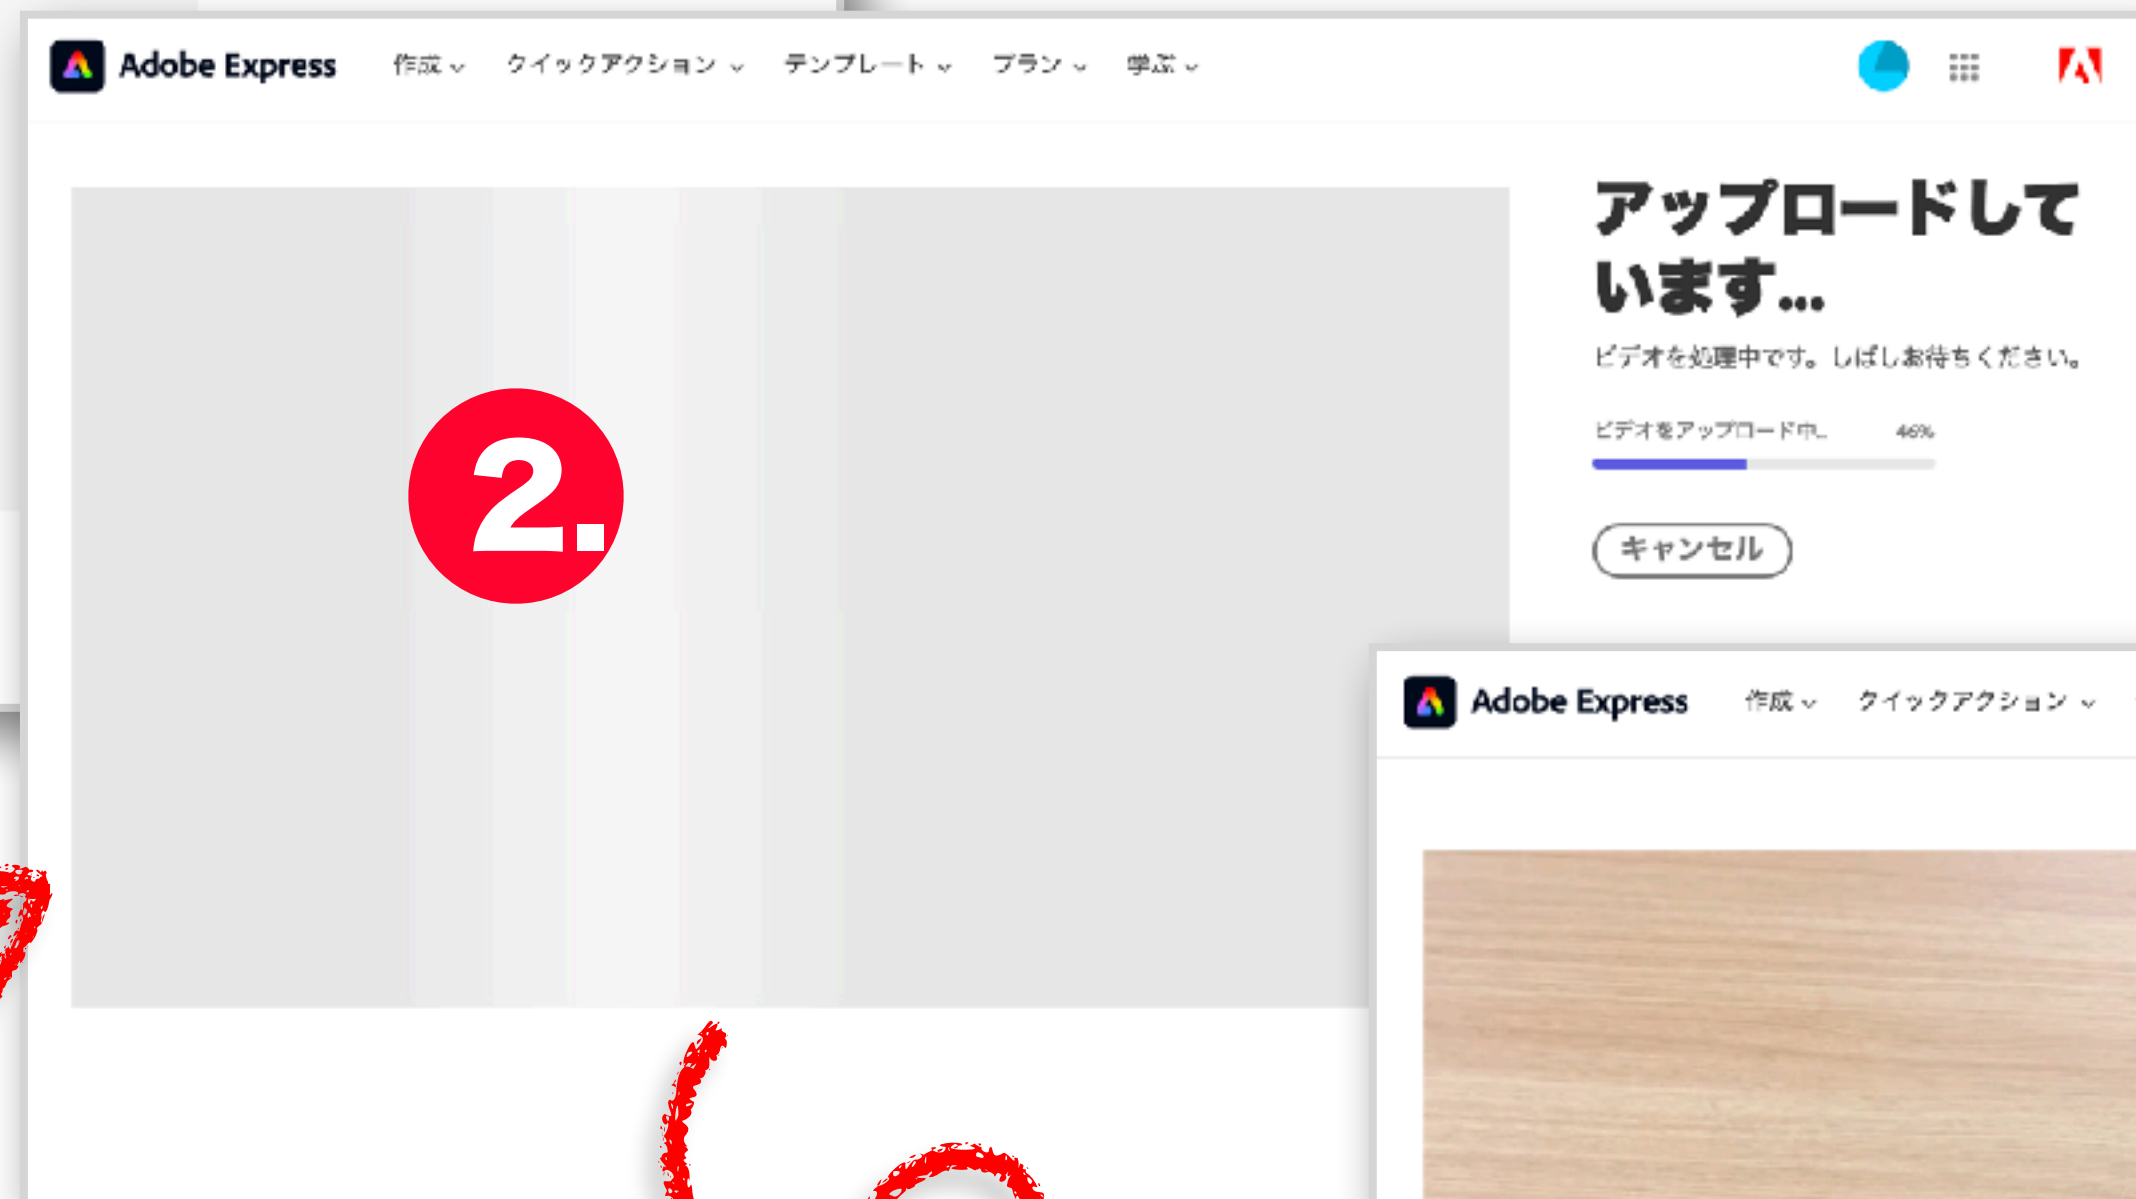 Adobe Express 作成 クイックアクション テンプレート プラン 学ぶ
アップロードして
います...
ビデオを処理中です。しばしお待ちください。
ビデオをアップロード中... 46%
キャンセル
2.
Adobe Express 作成 クイックアクション